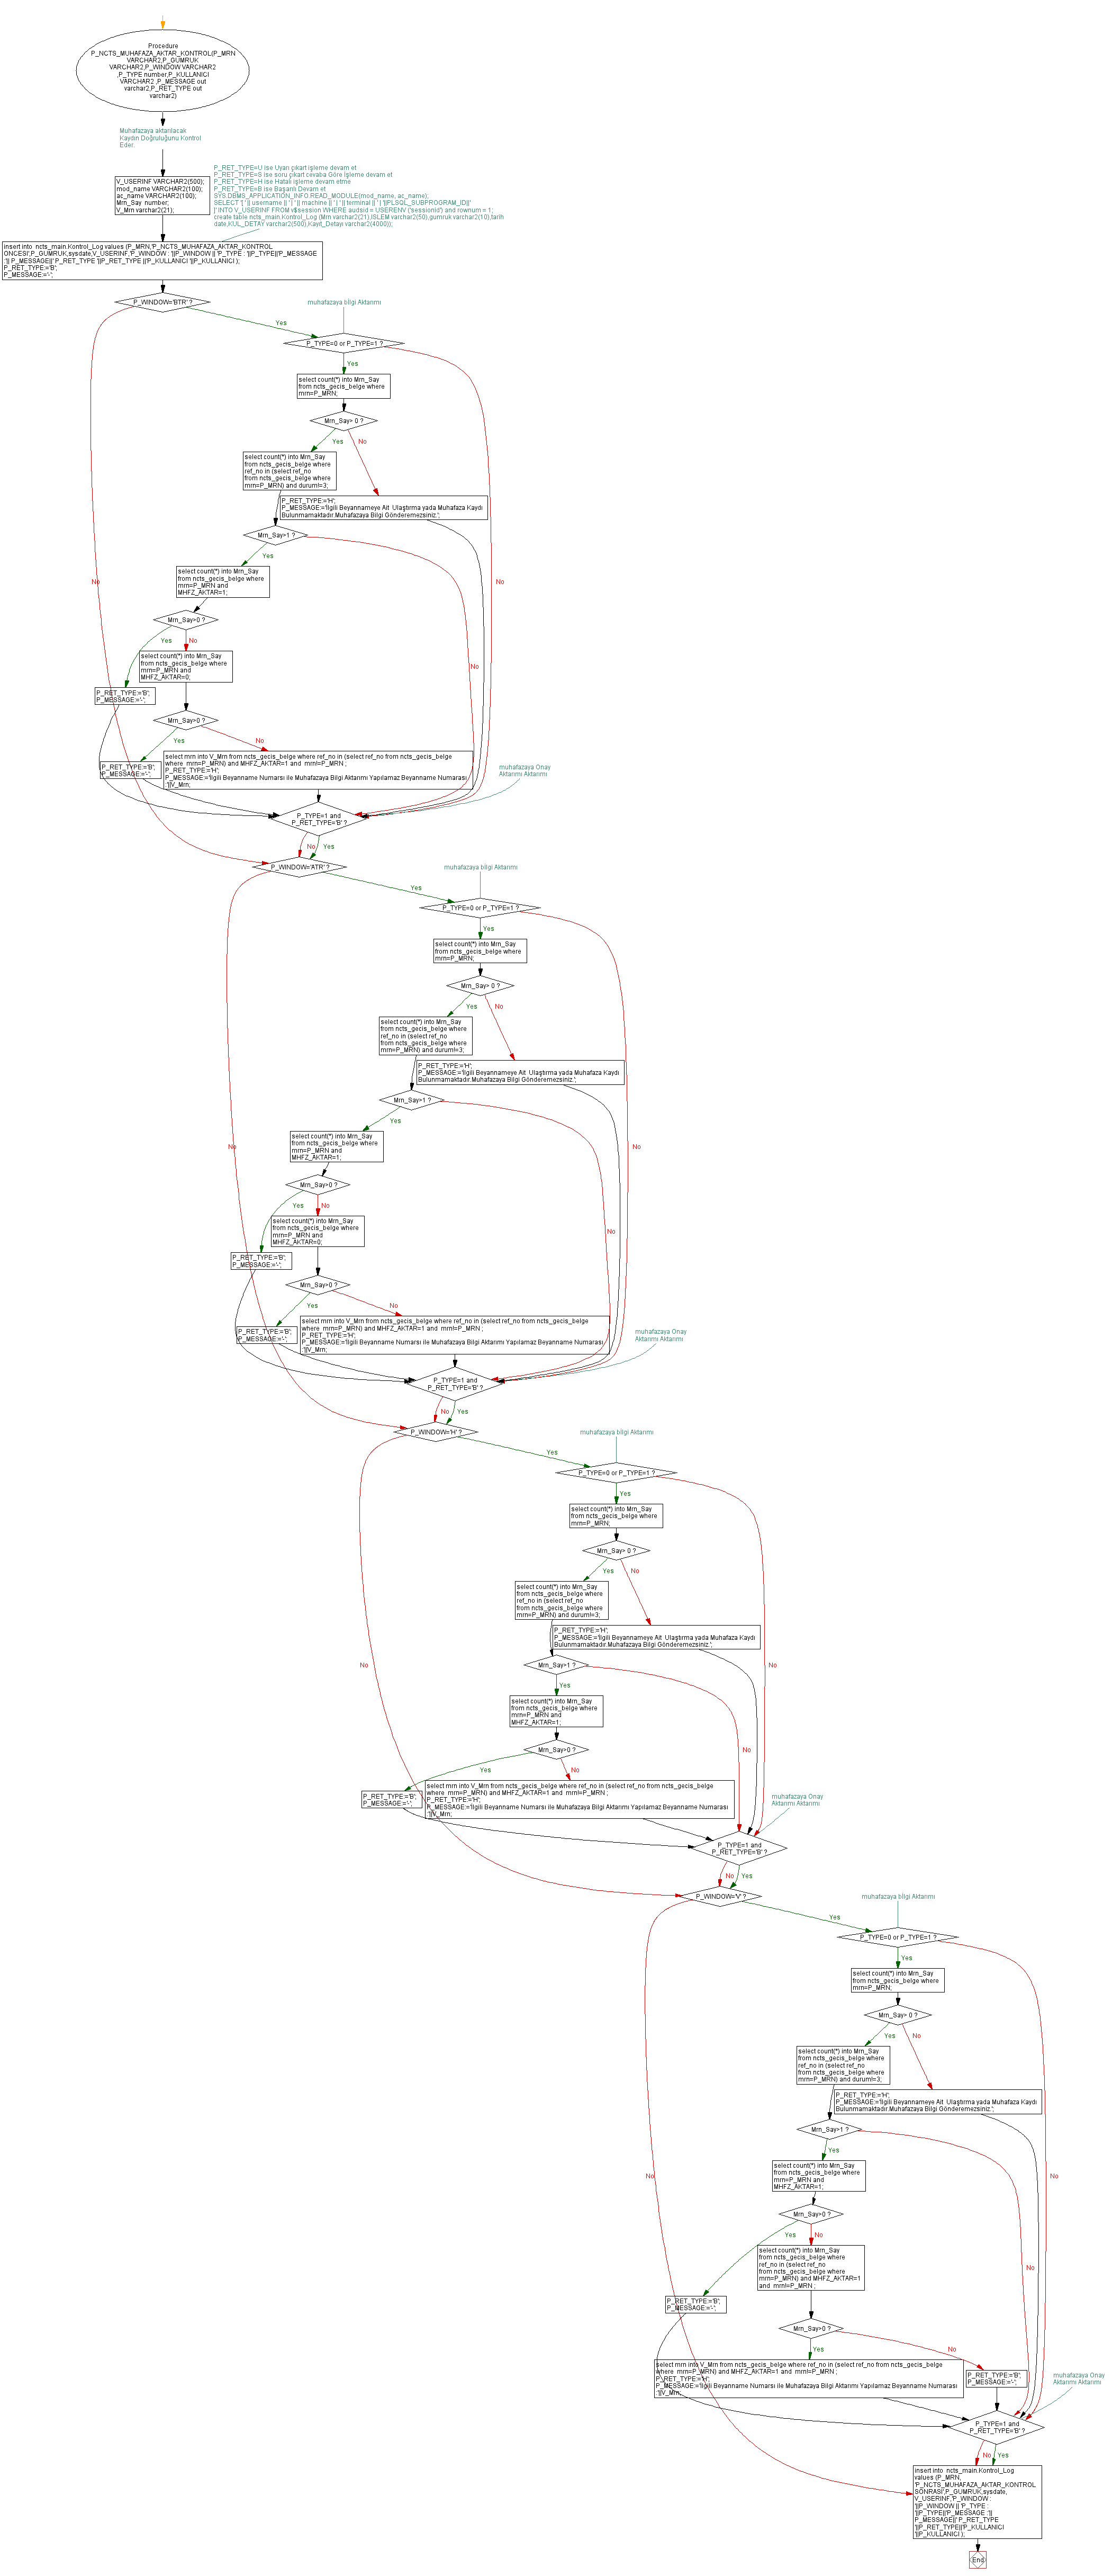 Procedure
P_NCTS_MUHAFAZA_AKTAR_KONTROL(P_MRN
VARCHAR2,P_GUMRUK
VARCHAR2,P_WINDOW VARCHAR2
,P_TYPE number,P_KULLANICI
VARCHAR2 ,P_MESSAGE out
varchar2,P_RET_TYPE out
varchar2)
Muhafazaya aktarılacak
Kaydın Doğruluğunu Kontrol
Eder.
V_USERINF VARCHAR2(500);
mod_name VARCHAR2(100);
ac_name VARCHAR2(100);
Mrn_Say  number;
V_Mrn varchar2(21);
P_RET_TYPE=U ise Uyarı çıkart işleme devam et
P_RET_TYPE=S ise soru çıkart cevaba Göre İşleme devam et
P_RET_TYPE=H ise Hatalı işleme devam etme
P_RET_TYPE=B ise Başarılı Devam et
SYS.DBMS_APPLICATION_INFO.READ_MODULE(mod_name, ac_name);
SELECT '[ ' || username || ' | ' || machine || ' | ' || terminal || ' | '||PLSQL_SUBPROGRAM_ID||'
]' INTO V_USERINF FROM v$session WHERE audsid = USERENV ('sessionid') and rownum = 1;
create table ncts_main.Kontrol_Log (Mrn varchar2(21),ISLEM varchar2(50),gumruk varchar2(10),tarih
date,KUL_DETAY varchar2(500),Kayıt_Detayı varchar2(4000));
insert into  ncts_main.Kontrol_Log values (P_MRN,'P_NCTS_MUHAFAZA_AKTAR_KONTROL
ONCESI',P_GUMRUK,sysdate,V_USERINF,'P_WINDOW : '||P_WINDOW || 'P_TYPE : '||P_TYPE||'P_MESSAGE
:'|| P_MESSAGE||' P_RET_TYPE '||P_RET_TYPE ||'P_KULLANICI '||P_KULLANICI );
P_RET_TYPE:='B';
P_MESSAGE:='-';
P_WINDOW='BTR' ?
muhafazaya bilgi Aktarımı
Yes
P_TYPE=0 or P_TYPE=1 ?
Yes
select count(*) into Mrn_Say
from ncts_gecis_belge where
mrn=P_MRN;
Mrn_Say> 0 ?
Yes
No
select count(*) into Mrn_Say
from ncts_gecis_belge where
ref_no in (select ref_no
from ncts_gecis_belge where
mrn=P_MRN) and durum!=3;
P_RET_TYPE:='H';
P_MESSAGE:='İlgili Beyannameye Ait  Ulaştırma yada Muhafaza Kaydı
Bulunmamaktadır.Muhafazaya Bilgi Gönderemezsiniz.';
Mrn_Say>1 ?
Yes
select count(*) into Mrn_Say
from ncts_gecis_belge where
mrn=P_MRN and
MHFZ_AKTAR=1;
No
No
Mrn_Say>0 ?
Yes
No
select count(*) into Mrn_Say
from ncts_gecis_belge where
mrn=P_MRN and
MHFZ_AKTAR=0;
No
P_RET_TYPE:='B';
P_MESSAGE:='-';
Mrn_Say>0 ?
Yes
No
P_RET_TYPE:='B';
P_MESSAGE:='-';
select mrn into V_Mrn from ncts_gecis_belge where ref_no in (select ref_no from ncts_gecis_belge
where  mrn=P_MRN) and MHFZ_AKTAR=1 and  mrn!=P_MRN ;
P_RET_TYPE:='H';
P_MESSAGE:='İlgili Beyanname Numarsı ile Muhafazaya Bilgi Aktarımı Yapılamaz Beyanname Numarası
:'||V_Mrn;
muhafazaya Onay
Aktarımı Aktarımı
P_TYPE=1 and
P_RET_TYPE='B' ?
No
Yes
P_WINDOW='ATR' ?
muhafazaya bilgi Aktarımı
Yes
P_TYPE=0 or P_TYPE=1 ?
Yes
select count(*) into Mrn_Say
from ncts_gecis_belge where
mrn=P_MRN;
Mrn_Say> 0 ?
Yes
No
select count(*) into Mrn_Say
from ncts_gecis_belge where
ref_no in (select ref_no
from ncts_gecis_belge where
mrn=P_MRN) and durum!=3;
P_RET_TYPE:='H';
P_MESSAGE:='İlgili Beyannameye Ait  Ulaştırma yada Muhafaza Kaydı
Bulunmamaktadır.Muhafazaya Bilgi Gönderemezsiniz.';
Mrn_Say>1 ?
Yes
select count(*) into Mrn_Say
from ncts_gecis_belge where
mrn=P_MRN and
MHFZ_AKTAR=1;
No
No
Mrn_Say>0 ?
Yes
No
select count(*) into Mrn_Say
from ncts_gecis_belge where
mrn=P_MRN and
MHFZ_AKTAR=0;
No
P_RET_TYPE:='B';
P_MESSAGE:='-';
Mrn_Say>0 ?
Yes
No
P_RET_TYPE:='B';
P_MESSAGE:='-';
select mrn into V_Mrn from ncts_gecis_belge where ref_no in (select ref_no from ncts_gecis_belge
where  mrn=P_MRN) and MHFZ_AKTAR=1 and  mrn!=P_MRN ;
P_RET_TYPE:='H';
P_MESSAGE:='İlgili Beyanname Numarsı ile Muhafazaya Bilgi Aktarımı Yapılamaz Beyanname Numarası
:'||V_Mrn;
muhafazaya Onay
Aktarımı Aktarımı
P_TYPE=1 and
P_RET_TYPE='B' ?
No
Yes
P_WINDOW='H' ?
muhafazaya bilgi Aktarımı
Yes
P_TYPE=0 or P_TYPE=1 ?
Yes
select count(*) into Mrn_Say
from ncts_gecis_belge where
mrn=P_MRN;
Mrn_Say> 0 ?
Yes
No
select count(*) into Mrn_Say
from ncts_gecis_belge where
ref_no in (select ref_no
from ncts_gecis_belge where
mrn=P_MRN) and durum!=3;
P_RET_TYPE:='H';
P_MESSAGE:='İlgili Beyannameye Ait  Ulaştırma yada Muhafaza Kaydı
Bulunmamaktadır.Muhafazaya Bilgi Gönderemezsiniz.';
No
Mrn_Say>1 ?
No
Yes
select count(*) into Mrn_Say
from ncts_gecis_belge where
mrn=P_MRN and
MHFZ_AKTAR=1;
Mrn_Say>0 ?
No
Yes
No
P_RET_TYPE:='B';
P_MESSAGE:='-';
select mrn into V_Mrn from ncts_gecis_belge where ref_no in (select ref_no from ncts_gecis_belge
where  mrn=P_MRN) and MHFZ_AKTAR=1 and  mrn!=P_MRN ;
P_RET_TYPE:='H';
P_MESSAGE:='İlgili Beyanname Numarsı ile Muhafazaya Bilgi Aktarımı Yapılamaz Beyanname Numarası
:'||V_Mrn;
muhafazaya Onay
Aktarımı Aktarımı
P_TYPE=1 and
P_RET_TYPE='B' ?
No
Yes
P_WINDOW='V' ?
muhafazaya bilgi Aktarımı
Yes
P_TYPE=0 or P_TYPE=1 ?
Yes
select count(*) into Mrn_Say
from ncts_gecis_belge where
mrn=P_MRN;
Mrn_Say> 0 ?
Yes
No
select count(*) into Mrn_Say
from ncts_gecis_belge where
ref_no in (select ref_no
from ncts_gecis_belge where
mrn=P_MRN) and durum!=3;
P_RET_TYPE:='H';
P_MESSAGE:='İlgili Beyannameye Ait  Ulaştırma yada Muhafaza Kaydı
Bulunmamaktadır.Muhafazaya Bilgi Gönderemezsiniz.';
Mrn_Say>1 ?
Yes
select count(*) into Mrn_Say
from ncts_gecis_belge where
mrn=P_MRN and
MHFZ_AKTAR=1;
No
No
Mrn_Say>0 ?
Yes
No
select count(*) into Mrn_Say
from ncts_gecis_belge where
ref_no in (select ref_no
from ncts_gecis_belge where
mrn=P_MRN) and MHFZ_AKTAR=1
and  mrn!=P_MRN ;
No
P_RET_TYPE:='B';
P_MESSAGE:='-';
Mrn_Say>0 ?
Yes
No
select mrn into V_Mrn from ncts_gecis_belge where ref_no in (select ref_no from ncts_gecis_belge
where  mrn=P_MRN) and MHFZ_AKTAR=1 and  mrn!=P_MRN ;
P_RET_TYPE:='H';
P_MESSAGE:='İlgili Beyanname Numarsı ile Muhafazaya Bilgi Aktarımı Yapılamaz Beyanname Numarası
:'||V_Mrn;
P_RET_TYPE:='B';
P_MESSAGE:='-';
muhafazaya Onay
Aktarımı Aktarımı
P_TYPE=1 and
P_RET_TYPE='B' ?
No
Yes
insert into  ncts_main.Kontrol_Log
values (P_MRN,
'P_NCTS_MUHAFAZA_AKTAR_KONTROL
SONRASI',P_GUMRUK,sysdate,
V_USERINF,'P_WINDOW :
'||P_WINDOW || 'P_TYPE :
'||P_TYPE||'P_MESSAGE :'||
P_MESSAGE||' P_RET_TYPE
'||P_RET_TYPE||'P_KULLANICI
'||P_KULLANICI );
End